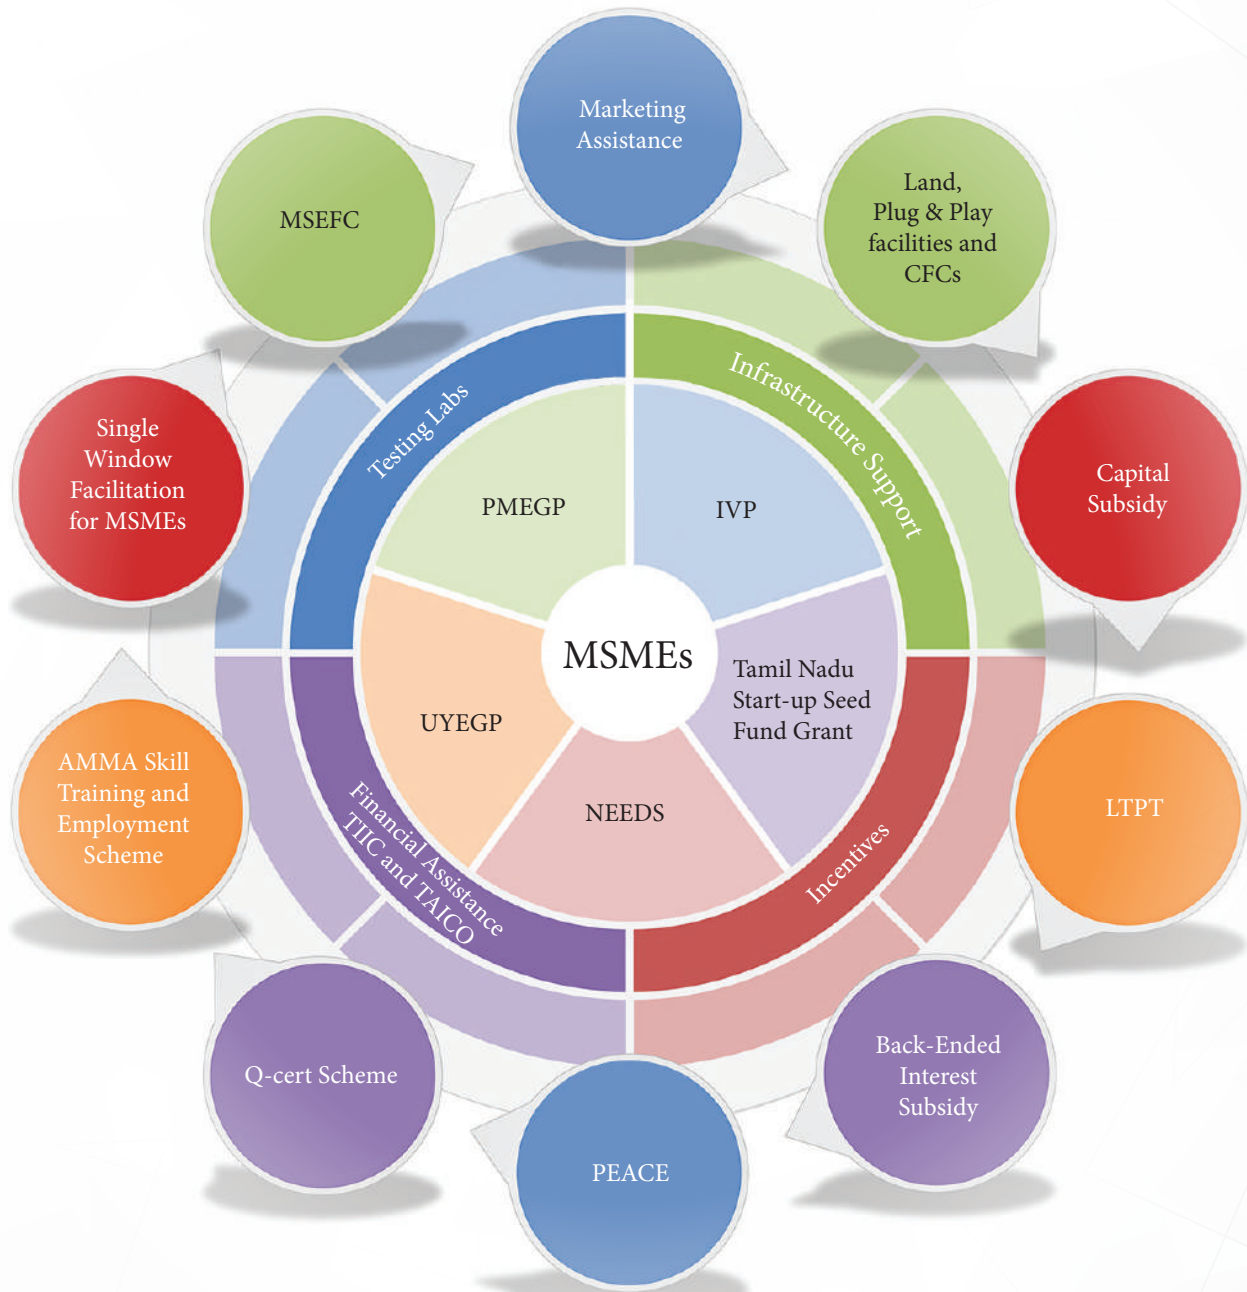 Marketing
Assistance
Land,
Plug & Play
facilities and
CFCs
Capital
Subsidy
LTPT
Back-Ended
Interest
Subsidy
PEACE
Q-cert Scheme
AMMA Skill
Training and
Employment
Scheme
Single
Window
Facilitation
for MSMEs
MSEFC
Testing Labs
Infrastructure Support
Incentives
Financial Assistance
TIIC and TAICO
PMEGP
IVP
Tamil Nadu
Start-up Seed
Fund Grant
NEEDS
UYEGP
MSMEs